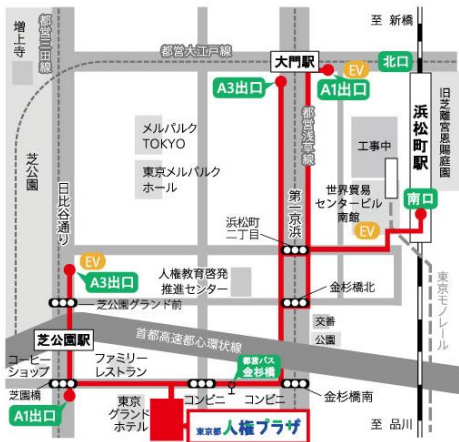 至 新橋
都営三田線
増上寺
都営大江戸線
大門駅
EV
北口
A3出口
A1出口
都営浅草線
浜松町駅
旧芝離宮恩賜庭園
芝公園
メルパルク
TOKYO
東京メルパルク
ホール
工事中
日比谷通り
第一京浜
世界貿易
センタービル
南館
南口
浜松町
二丁目
EV
EV
A3出口
人権教育啓発
推進センター
芝公園グランド前
金杉橋北
東京モノレール
交番
公園
芝公園駅
首都高速都心環状線
コーヒー
ショップ
ファミリー
レストラン
都営バス
金杉橋
芝園橋
コンビニ
コンビニ
金杉橋南
A1出口
東京
グランド
ホテル
東京都 人権プラザ
至 品川